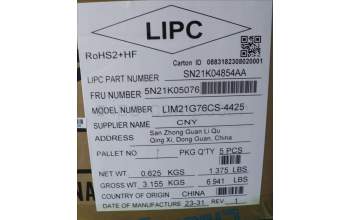 LIPC
RoHS2+HF
Carton ID 0883182308020001
LIPC PART NUMBER SN21K04854AA
FRU NUMBER 5N21K05076
MODEL NUMBER LIM21G76CS-4425
SUPPLIER NAME CNY
ADDRESS San Zhong Guan Li Qu
Qing Xi, Dong Guan, China
PALLET NO: PKG Q'TY 5 PCS
NET WT. 0.625 KGS 1.375 LBS
GROSS WT. 3.155 KGS 6.941 LBS
COUNTRY OF ORIGIN CHINA
DATE OF MANUFACTURE 23-31 REV: 1